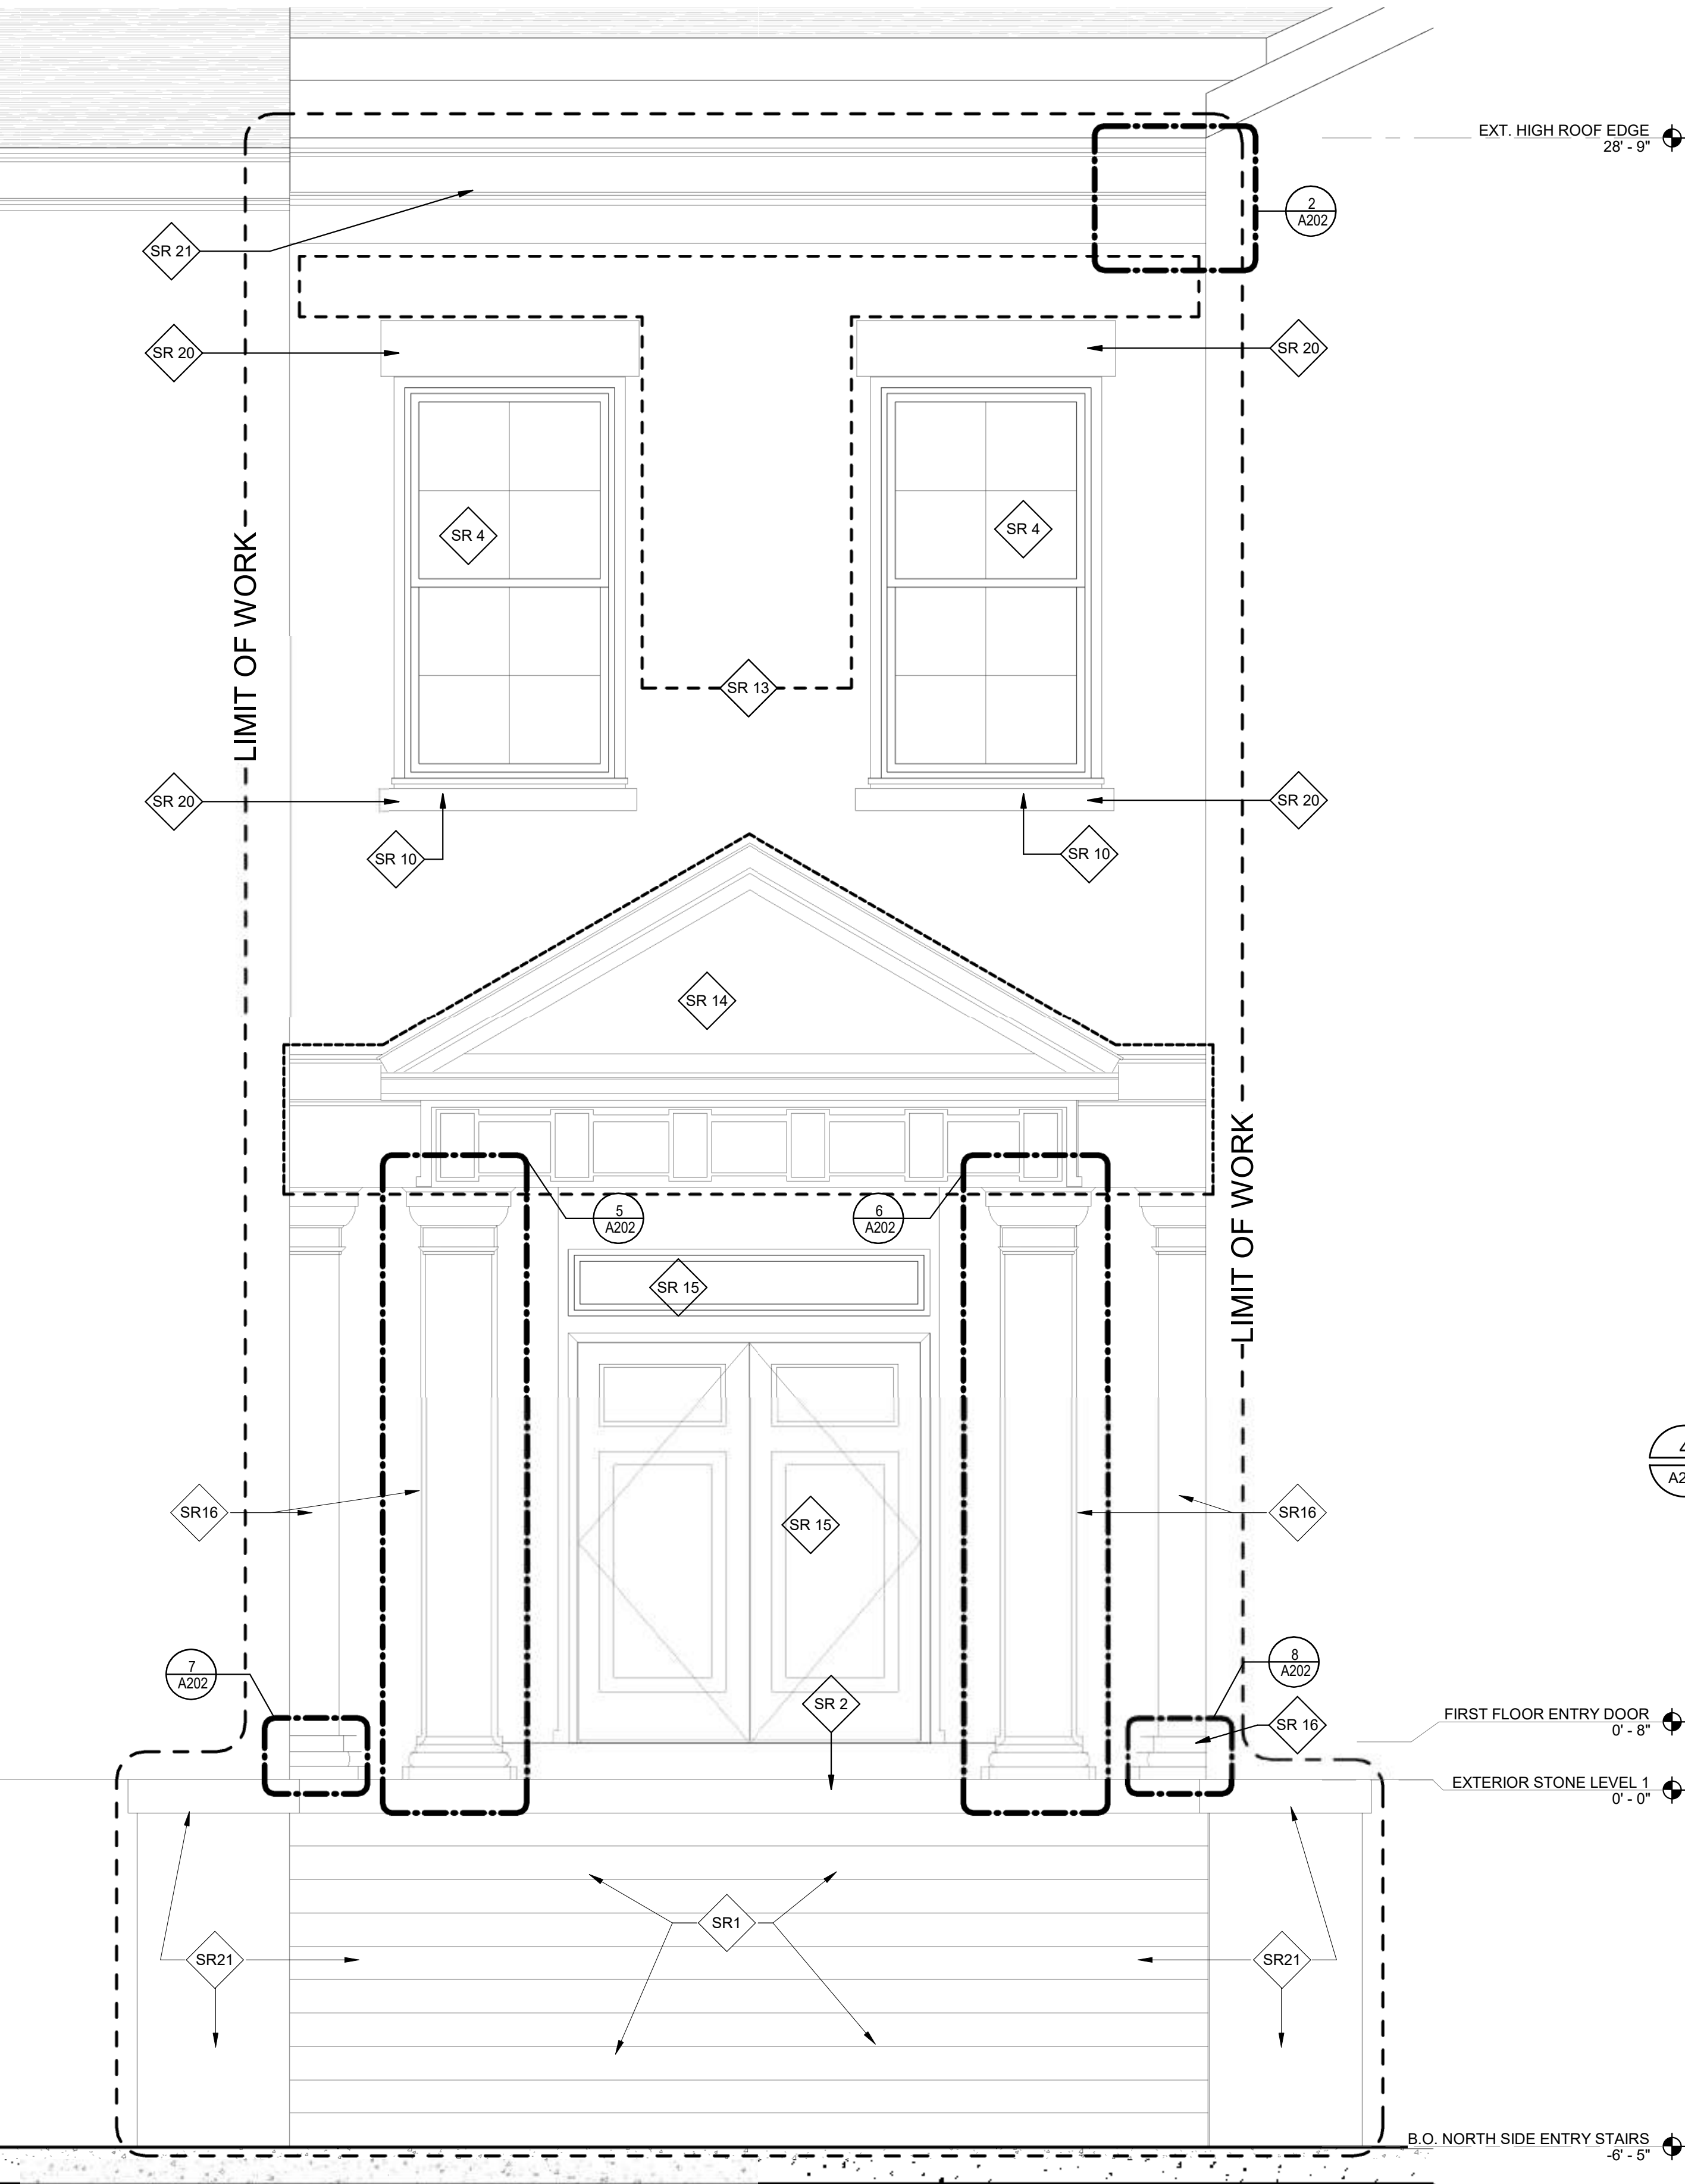 EXT. HIGH ROOF EDGE
28' - 9"
2
A202
SR 21
SR 20
SR 20
SR 4
SR 4
LIMIT OF WORK
SR 13
SR 20
SR 20
SR 10
SR 10
SR 14
LIMIT OF WORK
5
A202
6
A202
SR 15
SR16
SR 15
SR16
7
A202
8
A202
SR 2
SR 16
FIRST FLOOR ENTRY DOOR
0' - 8"
EXTERIOR STONE LEVEL 1
0' - 0"
SR1
SR21
SR21
B.O. NORTH SIDE ENTRY STAIRS
-6' - 5"